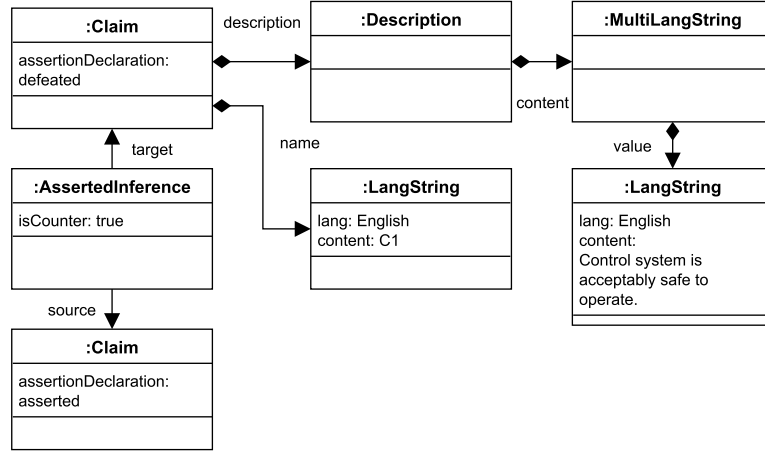 :Claim
assertionDeclaration:
defeated
description
:Description
:MultiLangString
content
target
name
value
:AssertedInference
isCounter: true
:LangString
lang: English
content: C1
:LangString
lang: English
content:
Control system is
acceptably safe to
operate.
source
:Claim
assertionDeclaration:
asserted